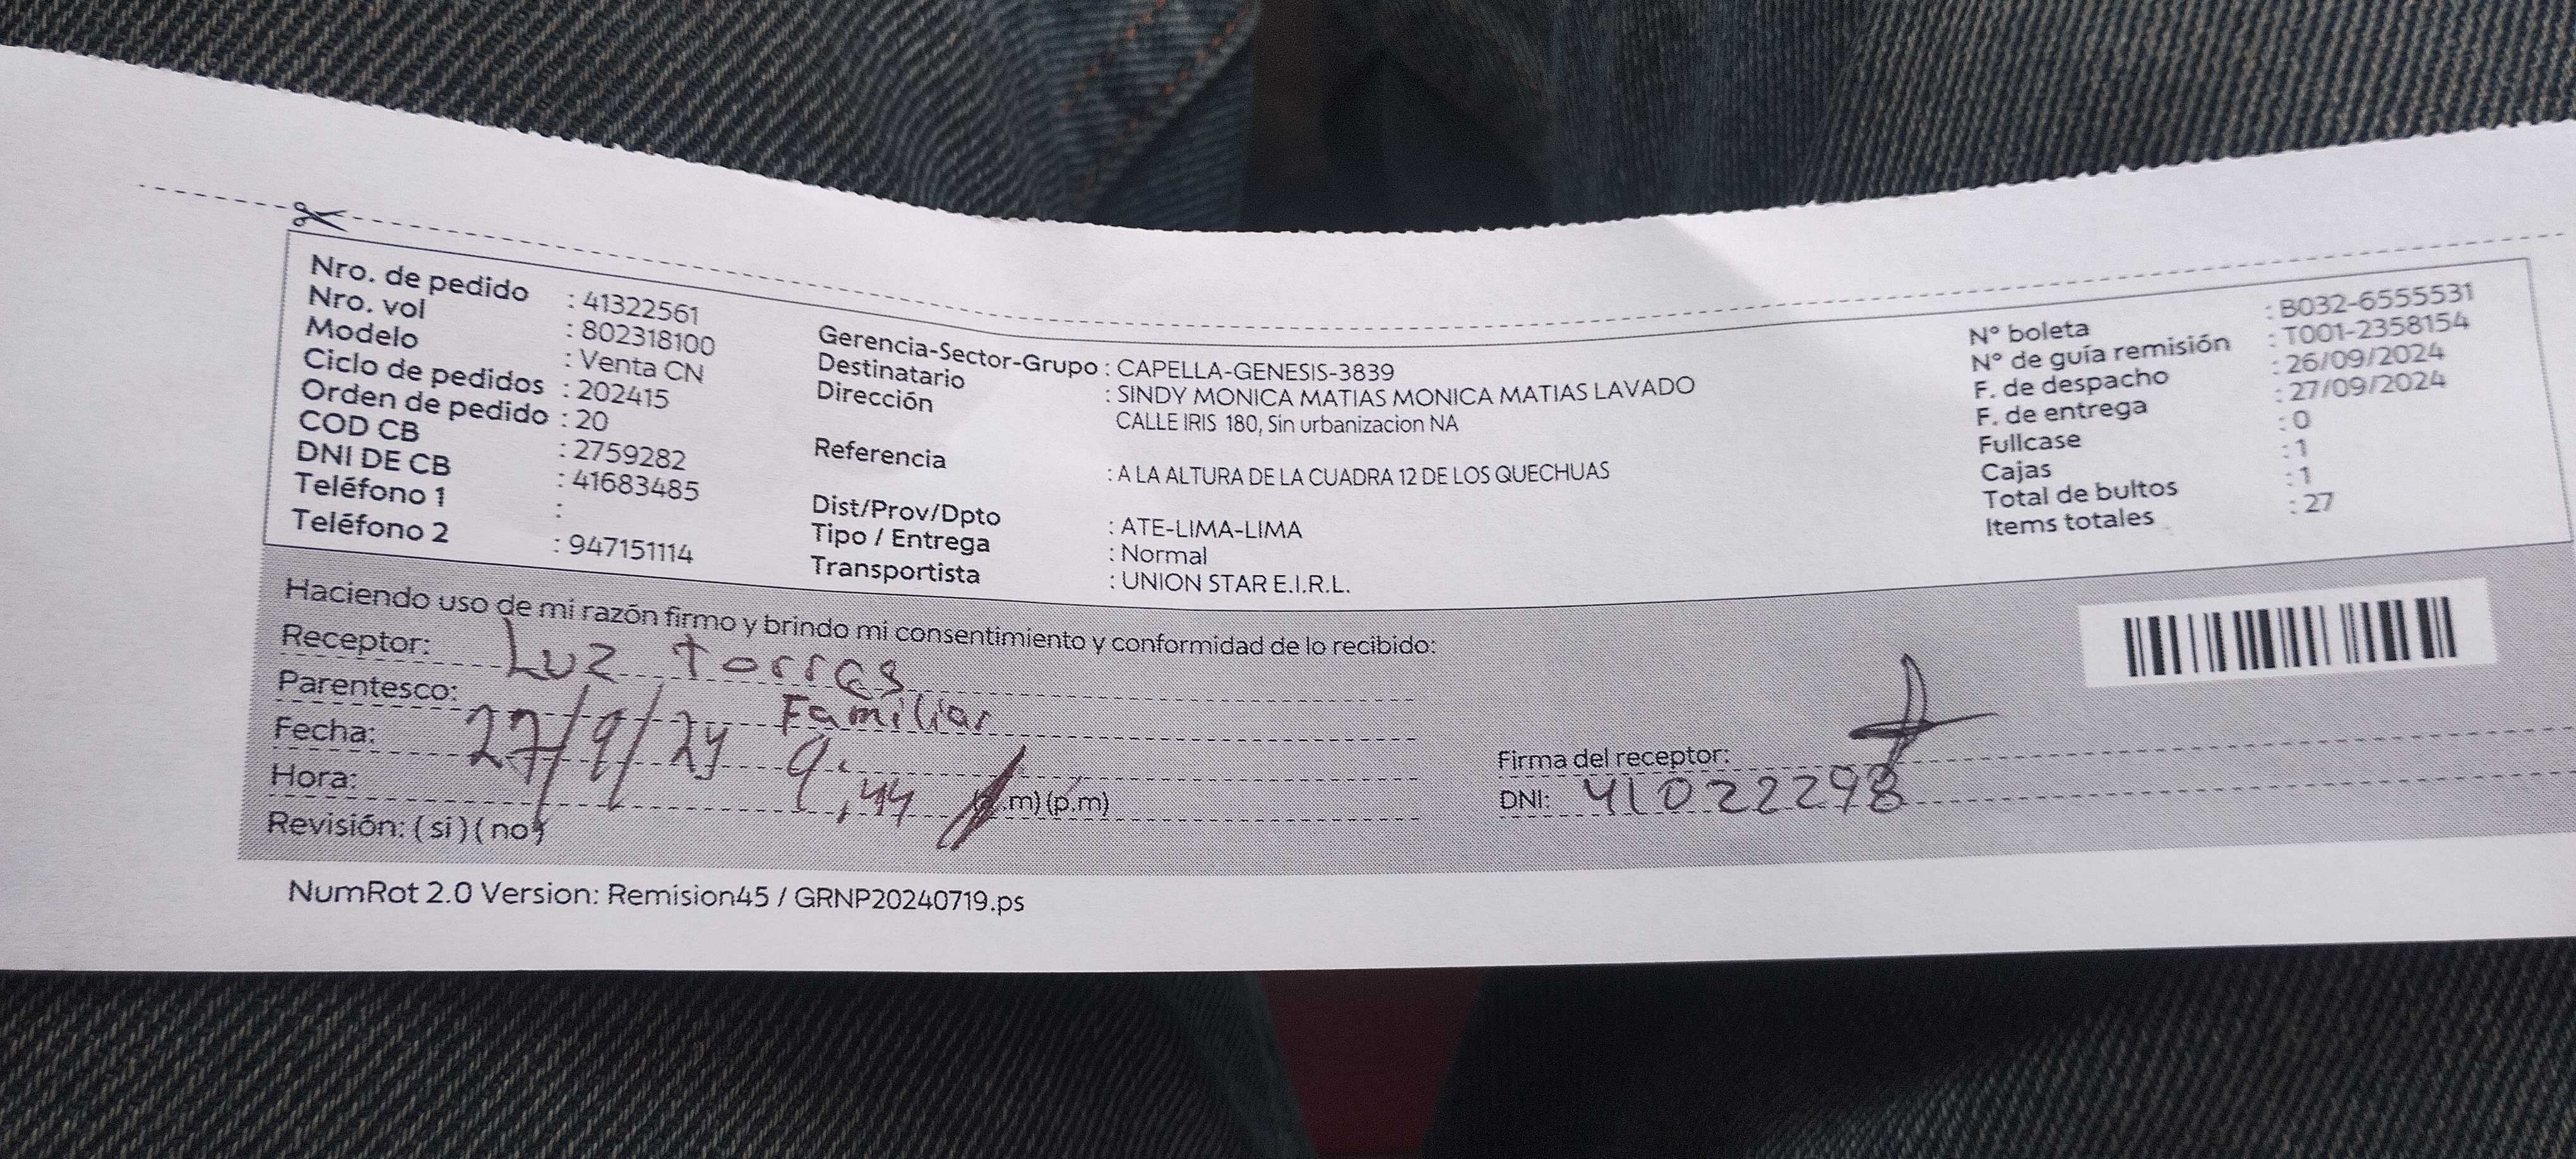 Nro. de pedido : 41322561
Nro. vol : 802318100
Modelo : Venta CN
Ciclo de pedidos : 202415
Orden de pedido : 20
COD CB : 2759282
DNI DE CB : 41683485
Teléfono 1 :
Teléfono 2 : 947151114
Gerencia-Sector-Grupo : CAPELLA-GENESIS-3839
Destinatario : SINDY MONICA MATIAS MONICA MATIAS LAVADO
Dirección CALLE IRIS 180, Sin urbanizacion NA
Referencia : A LA ALTURA DE LA CUADRA 12 DE LOS QUECHUAS
Dist/Prov/Dpto : ATE-LIMA-LIMA
Tipo / Entrega : Normal
Transportista : UNION STAR E.I.R.L.
N° boleta : B032-6555531
N° de guía remisión : T001-2358154
F. de despacho : 26/09/2024
F. de entrega : 27/09/2024
Fullcase : 0
Cajas : 1
Total de bultos : 1
Items totales : 27
Haciendo uso de mi razón firmo y brindo mi consentimiento y conformidad de lo recibido:
Receptor: Luz Torres
Parentesco: Familiar
Fecha: 27/9/24
Hora: 9:44 (a.m) (p.m)
Revisión: (si) (no)
Firma del receptor:
DNI: 41022298
NumRot 2.0 Version: Remision45 / GRNP20240719.ps